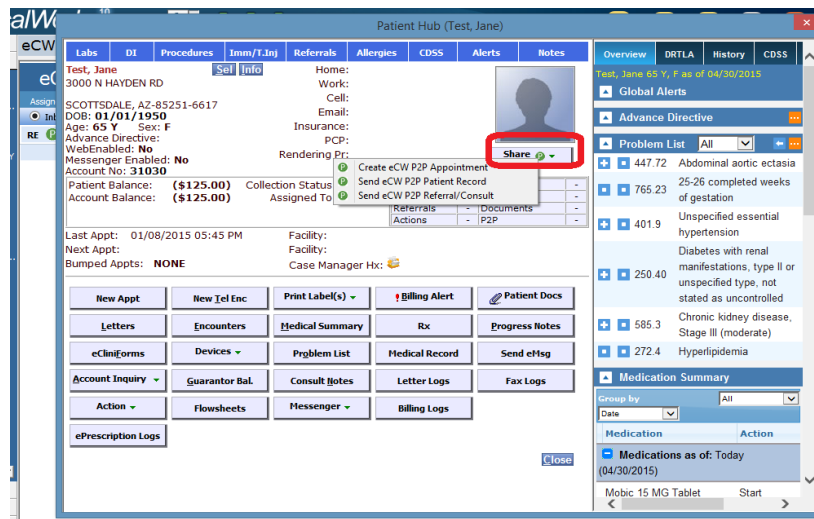 alWo
10
Patient Hub (Test, Jane)
eCW
Labs DI Procedures Imm/T.Inj Referrals Allergies CDSS Alerts Notes
Test, Jane Sel Info
3000 N HAYDEN RD
SCOTTSDALE, AZ-85251-6617
DOB: 01/01/1950
Age: 65 Y Sex: F
Advance Directive:
WebEnabled: No
Messenger Enabled: No
Account No: 31030
Home:
Work:
Cell:
Email:
Insurance:
PCP:
Rendering Pr:
Share
Create eCW P2P Appointment
Send eCW P2P Patient Record
Send eCW P2P Referral/Consult
Patient Balance: ($125.00) Collection Status
Account Balance: ($125.00) Assigned To
Referrals - Documents -
Actions - P2P -
Last Appt: 01/08/2015 05:45 PM Facility:
Next Appt: Facility:
Bumped Appts: NONE Case Manager Hx:
New Appt New Tel Enc Print Label(s) !Billing Alert Patient Docs
Letters Encounters Medical Summary Rx Progress Notes
eCliniForms Devices Problem List Medical Record Send eMsg
Account Inquiry Guarantor Bal. Consult Notes Letter Logs Fax Logs
Action Flowsheets Messenger Billing Logs
ePrescription Logs
Close
Overview DRTLA History CDSS
Test, Jane 65 Y, F as of 04/30/2015
Global Alerts
Advance Directive
Problem List All
447.72 Abdominal aortic ectasia
765.23 25-26 completed weeks
of gestation
401.9 Unspecified essential
hypertension
250.40 Diabetes with renal
manifestations, type II or
unspecified type, not
stated as uncontrolled
585.3 Chronic kidney disease,
Stage III (moderate)
272.4 Hyperlipidemia
Medication Summary
Group by All
Date
Medication Action
Medications as of: Today
(04/30/2015)
Mobic 15 MG Tablet Start
eC
Assign
RE